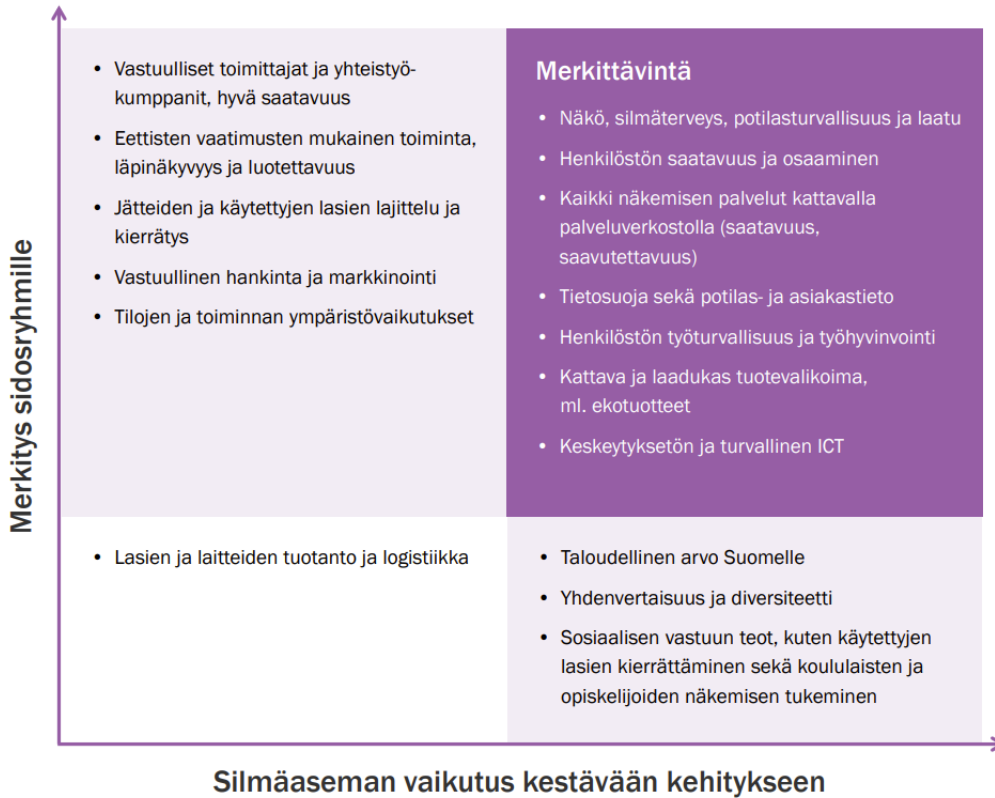 Merkitys sidosryhmille
• Vastuulliset toimittajat ja yhteistyö-
kumppanit, hyvä saatavuus
• Eettisten vaatimusten mukainen toiminta,
läpinäkyvyys ja luotettavuus
• Jätteiden ja käytettyjen lasien lajittelu ja
kierrätys
• Vastuullinen hankinta ja markkinointi
• Tilojen ja toiminnan ympäristövaikutukset
Merkittävintä
• Näkö, silmäterveys, potilasturvallisuus ja laatu
• Henkilöstön saatavuus ja osaaminen
• Kaikki näkemisen palvelut kattavalla
palveluverkostolla (saatavuus,
saavutettavuus)
• Tietosuoja sekä potilas- ja asiakastieto
• Henkilöstön työturvallisuus ja työhyvinvointi
• Kattava ja laadukas tuotevalikoima,
ml. ekotuotteet
• Keskeytyksetön ja turvallinen ICT
• Lasien ja laitteiden tuotanto ja logistiikka
• Taloudellinen arvo Suomelle
• Yhdenvertaisuus ja diversiteetti
• Sosiaalisen vastuun teot, kuten käytettyjen
lasien kierrättäminen sekä koululaisten ja
opiskelijoiden näkemisen tukeminen
Silmäaseman vaikutus kestävään kehitykseen